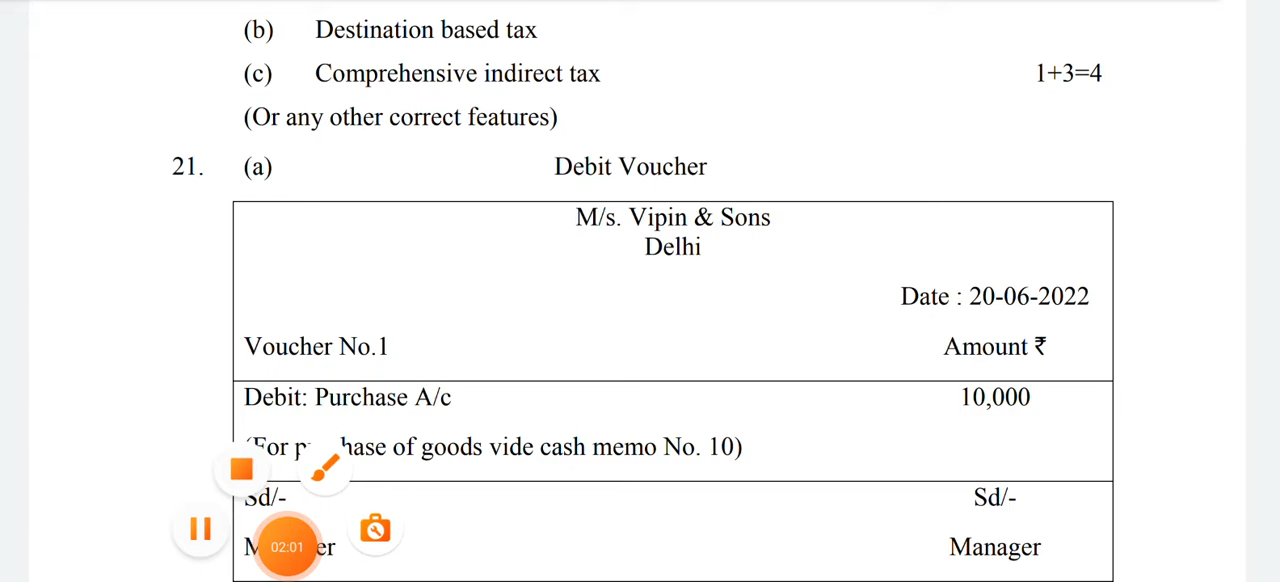 (b) Destination based tax
(c) Comprehensive indirect tax 1+3=4
(Or any other correct features)
21. (a) Debit Voucher
M/s. Vipin & Sons
Delhi
Date : 20-06-2022
Voucher No.1 Amount ₹
Debit: Purchase A/c 10,000
(For hase of goods vide cash memo No. 10)
Sd/- Sd/-
02:01 Manager